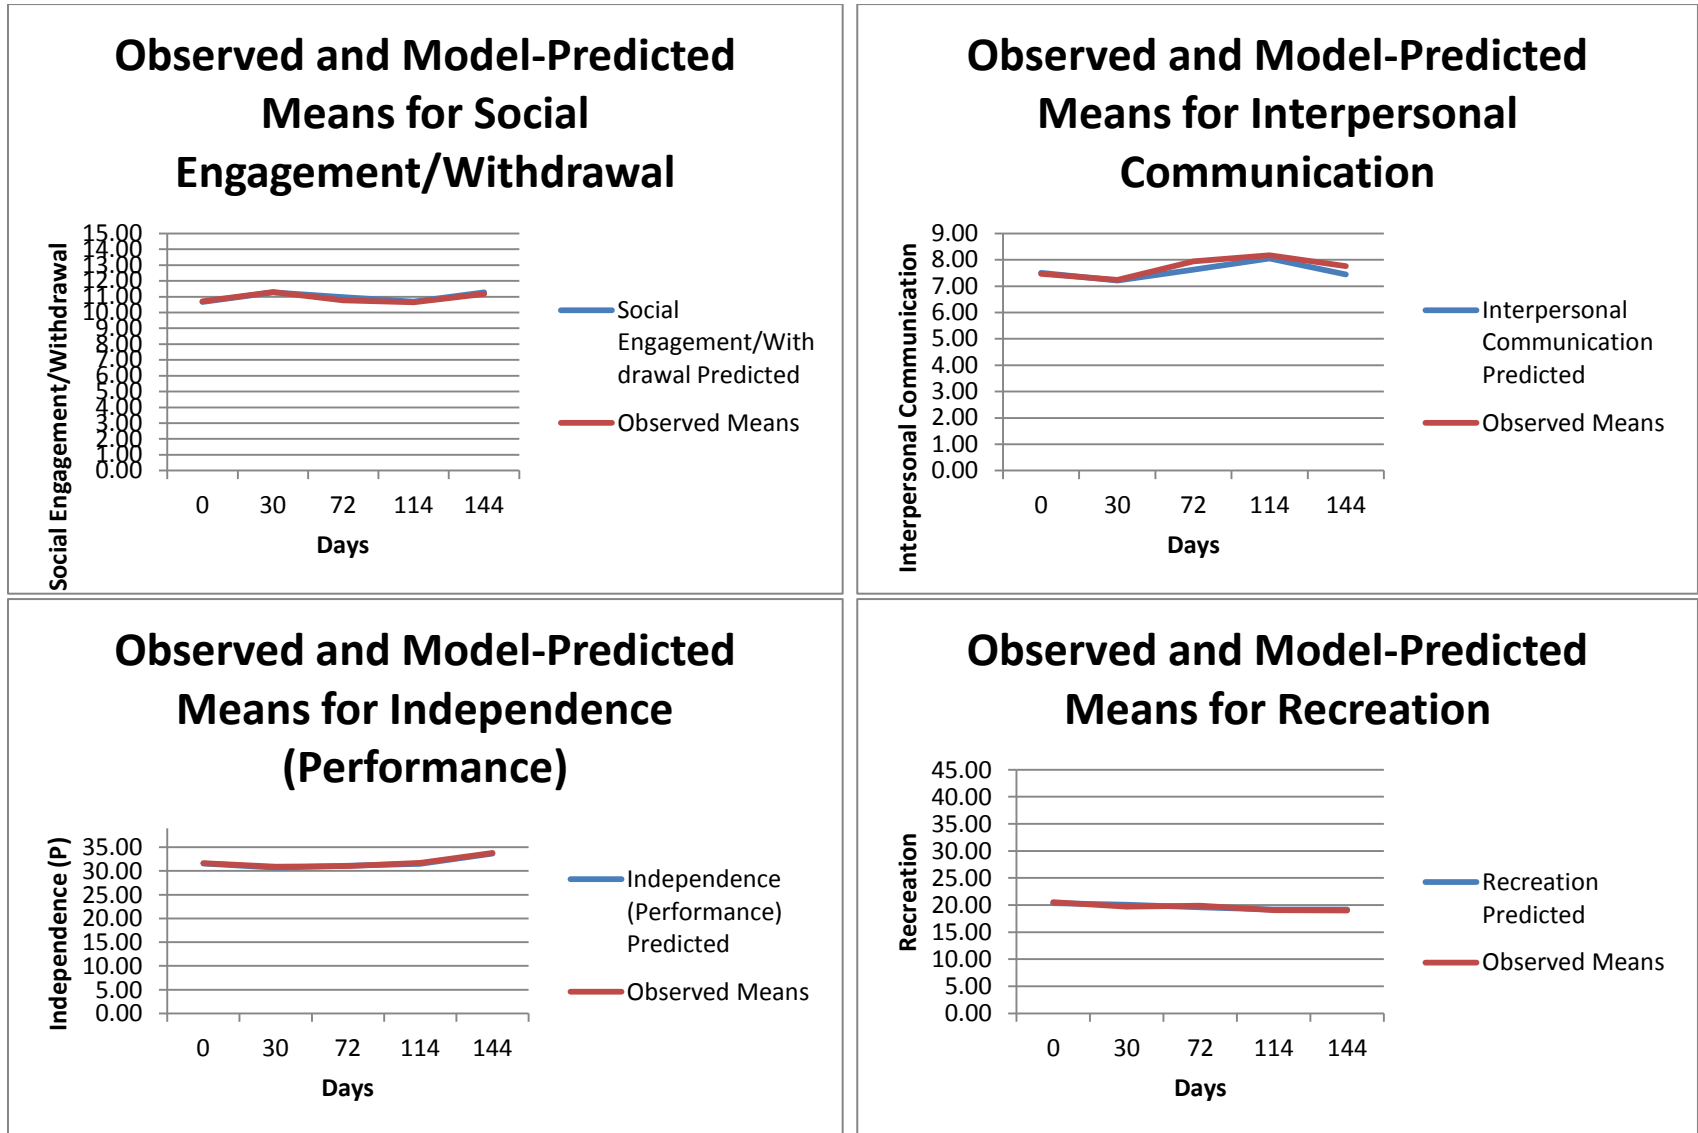 Observed and Model-Predicted
Means for Social
Engagement/Withdrawal
Social Engagement/Withdrawal
15.00
14.00
13.00
12.00
11.00
10.00
9.00
8.00
7.00
6.00
5.00
4.00
3.00
2.00
1.00
0.00
0 30 72 114 144
Days
Social
Engagement/With
drawal Predicted
Observed Means
Observed and Model-Predicted
Means for Interpersonal
Communication
Interpersonal Communication
9.00
8.00
7.00
6.00
5.00
4.00
3.00
2.00
1.00
0.00
0 30 72 114 144
Days
Interpersonal
Communication
Predicted
Observed Means
Observed and Model-Predicted
Means for Independence
(Performance)
Independence (P)
35.00
30.00
25.00
20.00
15.00
10.00
5.00
0.00
0 30 72 114 144
Days
Independence
(Performance)
Predicted
Observed Means
Observed and Model-Predicted
Means for Recreation
Recreation
45.00
40.00
35.00
30.00
25.00
20.00
15.00
10.00
5.00
0.00
0 30 72 114 144
Days
Recreation
Predicted
Observed Means